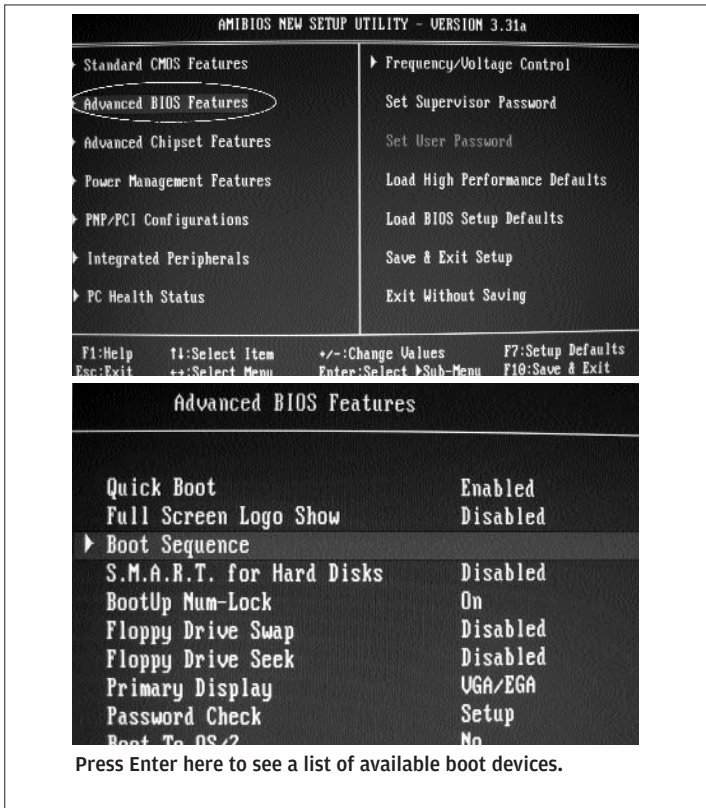 AMIBIOS NEW SETUP UTILITY - VERSION 3.31a
Standard CMOS Features
Advanced BIOS Features
Advanced Chipset Features
Power Management Features
PNP/PCI Configurations
Integrated Peripherals
PC Health Status
Frequency/Voltage Control
Set Supervisor Password
Set User Password
Load High Performance Defaults
Load BIOS Setup Defaults
Save & Exit Setup
Exit Without Saving
F1:Help ↑↓:Select Item +/-:Change Values F7:Setup Defaults
Esc:Exit ↔:Select Menu Enter:Select ▶Sub-Menu F10:Save & Exit
Advanced BIOS Features
Quick Boot Enabled
Full Screen Logo Show Disabled
Boot Sequence
S.M.A.R.T. for Hard Disks Disabled
BootUp Num-Lock On
Floppy Drive Swap Disabled
Floppy Drive Seek Disabled
Primary Display VGA/EGA
Password Check Setup
Boot To OS/2 No
Press Enter here to see a list of available boot devices.